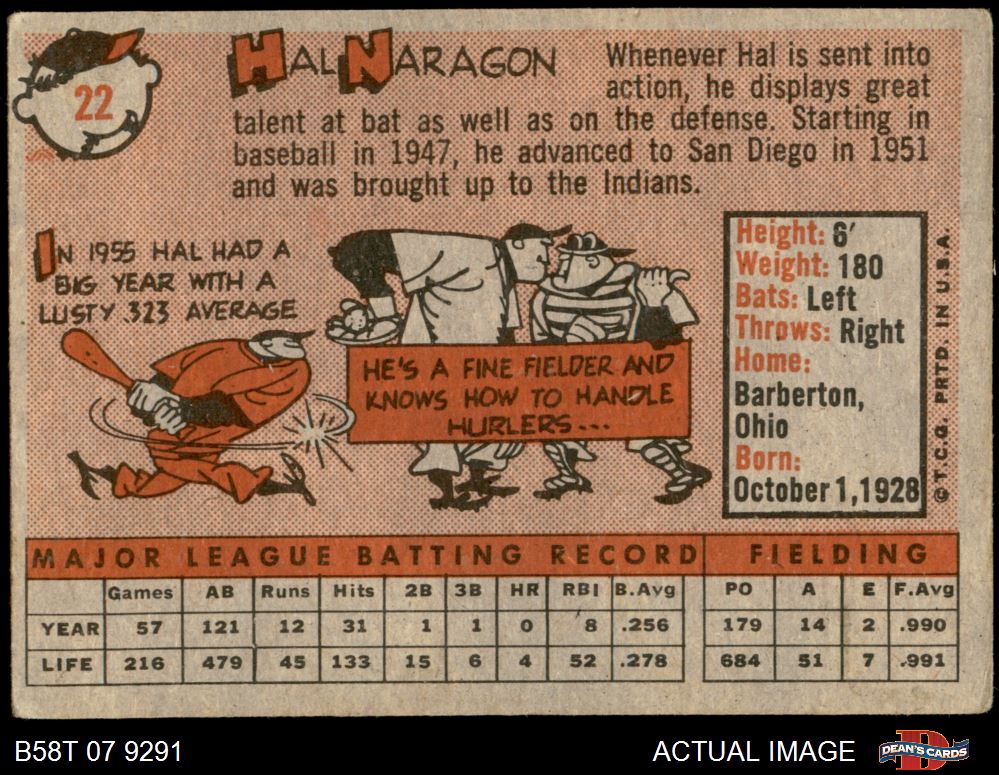 22
HAL NARAGON
Whenever Hal is sent into
action, he displays great
talent at bat as well as on the defense. Starting in
baseball in 1947, he advanced to San Diego in 1951
and was brought up to the Indians.
IN 1955 HAL HAD A
BIG YEAR WITH A
LUSTY .323 AVERAGE
HE'S A FINE FIELDER AND
KNOWS HOW TO HANDLE
HURLERS...
Height: 6'
Weight: 180
Bats: Left
Throws: Right
Home:
Barberton,
Ohio
Born:
October 1, 1928
© T.C.G. PRTD. IN U.S.A.
MAJOR LEAGUE BATTING RECORD FIELDING
Games AB Runs Hits 2B 3B HR RBI B.Avg PO A E F.Avg
YEAR 57 121 12 31 1 1 0 8 .256 179 14 2 .990
LIFE 216 479 45 133 15 6 4 52 .278 684 51 7 .991
B58T 07 9291 ACTUAL IMAGE DEAN'S CARDS